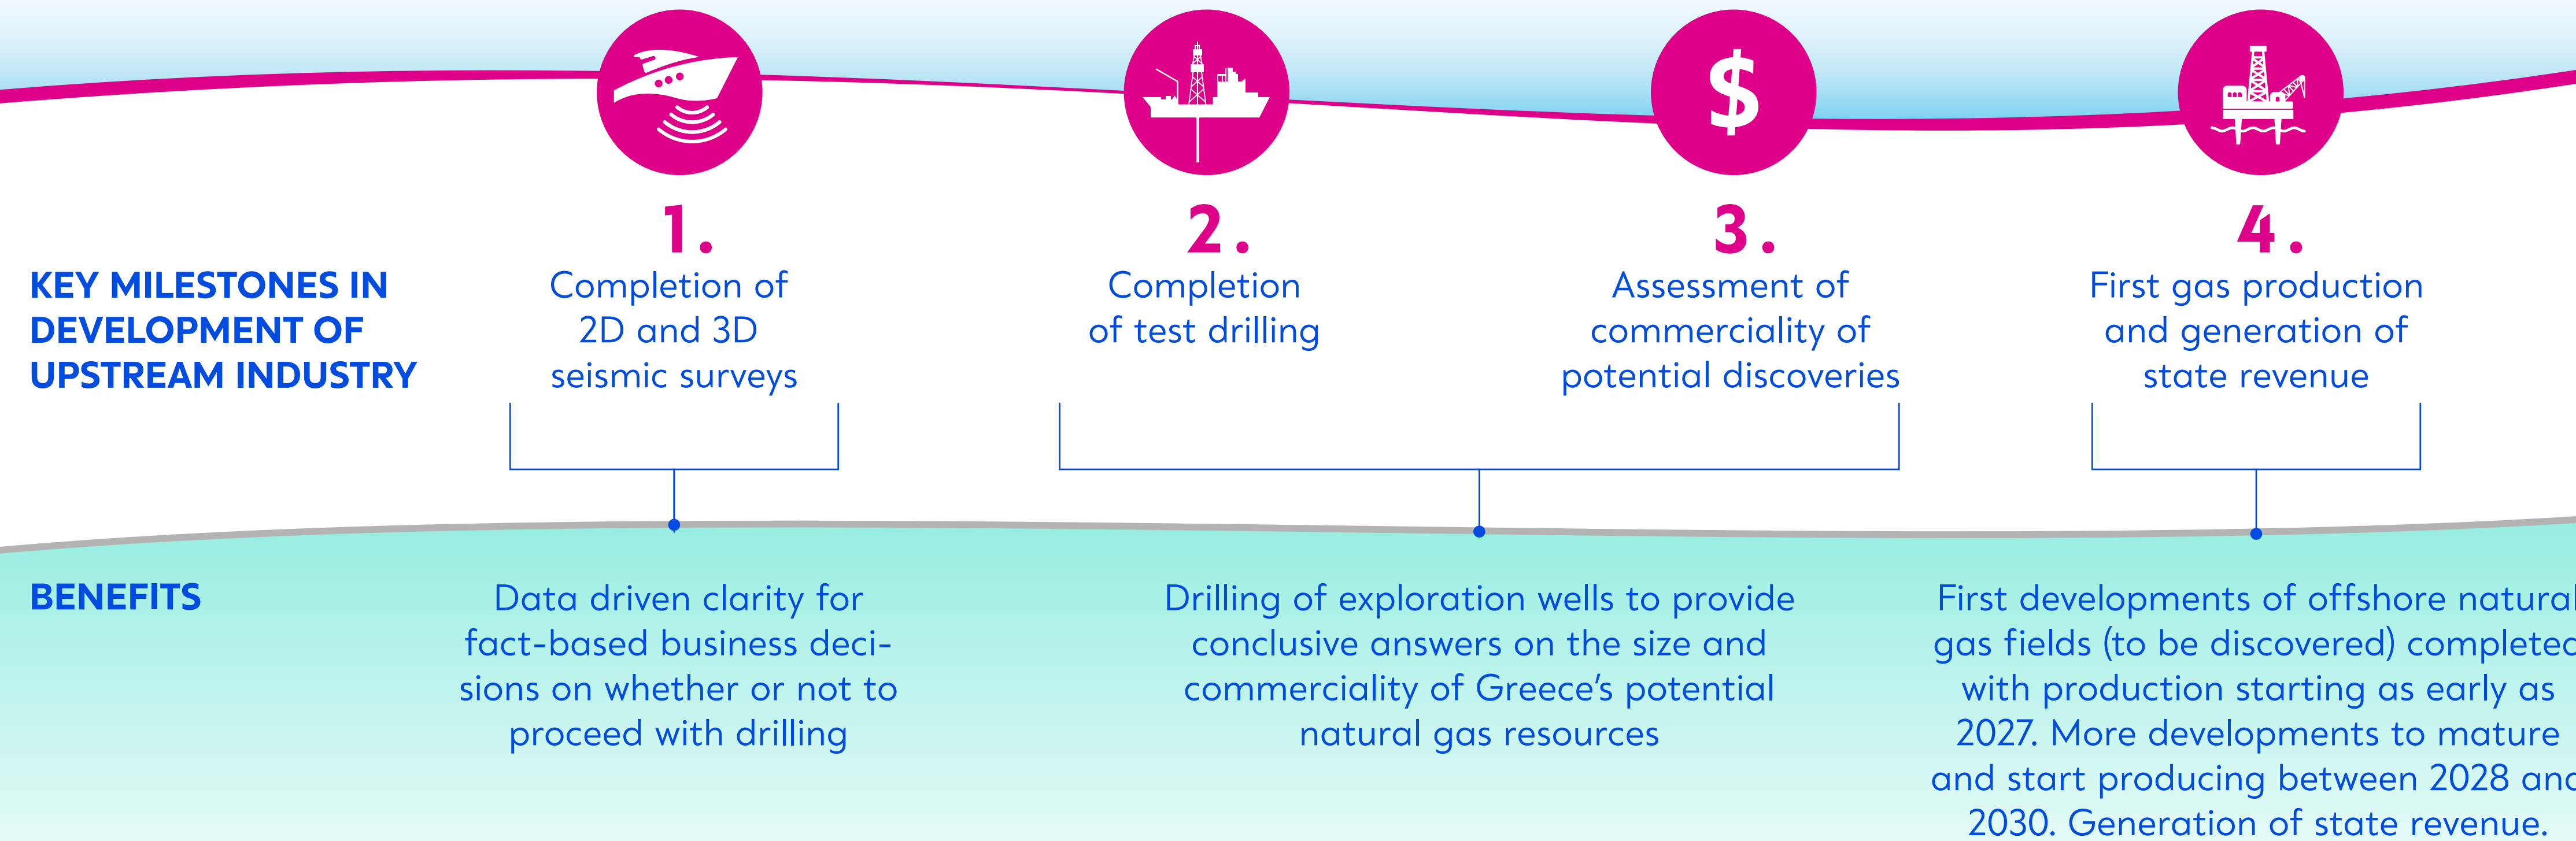 $
1.
2.
3.
4.
KEY MILESTONES IN
DEVELOPMENT OF
UPSTREAM INDUSTRY
Completion of
2D and 3D
seismic surveys
Completion
of test drilling
Assessment of
commerciality of
potential discoveries
First gas production
and generation of
state revenue
BENEFITS
Data driven clarity for
fact-based business deci-
sions on whether or not to
proceed with drilling
Drilling of exploration wells to provide
conclusive answers on the size and
commerciality of Greece’s potential
natural gas resources
First developments of offshore natural
gas fields (to be discovered) completed
with production starting as early as
2027. More developments to mature
and start producing between 2028 and
2030. Generation of state revenue.